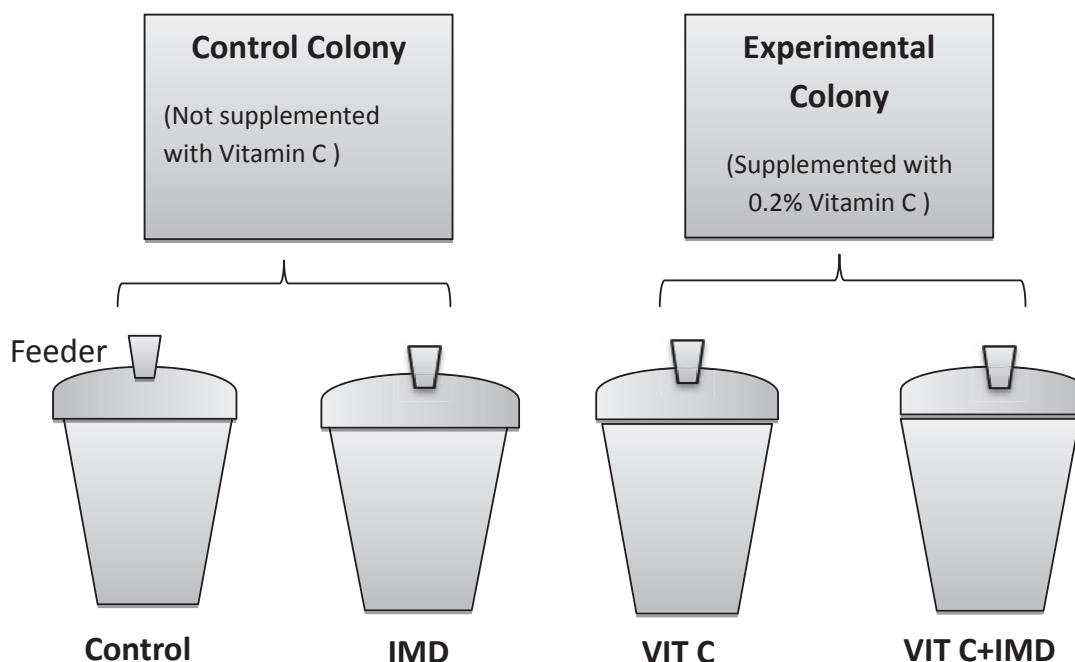 Control Colony
(Not supplemented
with Vitamin C )
Experimental
Colony
(Supplemented with
0.2% Vitamin C )
Feeder
Control
IMD
VIT C
VIT C+IMD